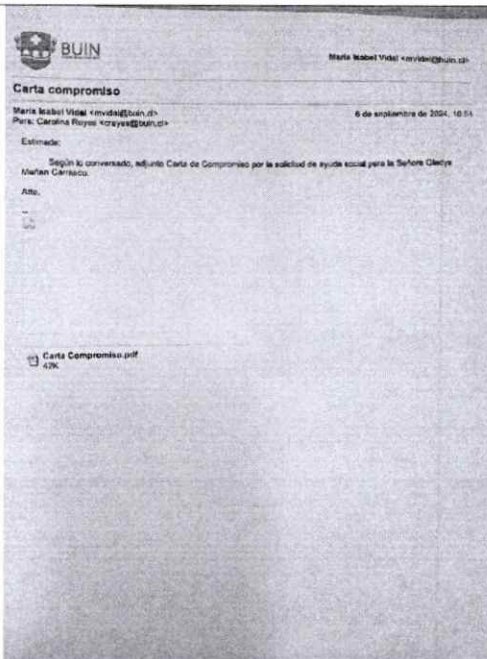 BUIN
Maria Isabel Vidal <mvidal@buin.cl>
Carta compromiso
Maria Isabel Vidal <mvidal@buin.cl>
6 de septiembre de 2024, 10:51
Para: Carolina Reyes <creyes@buin.cl>
Estimada:
Según lo conversado, adjunto Carta de Compromiso por la solicitud de ayuda social para la Señora Gladys
Carrasco.
Atte.
--
Carta Compromiso.pdf
42K